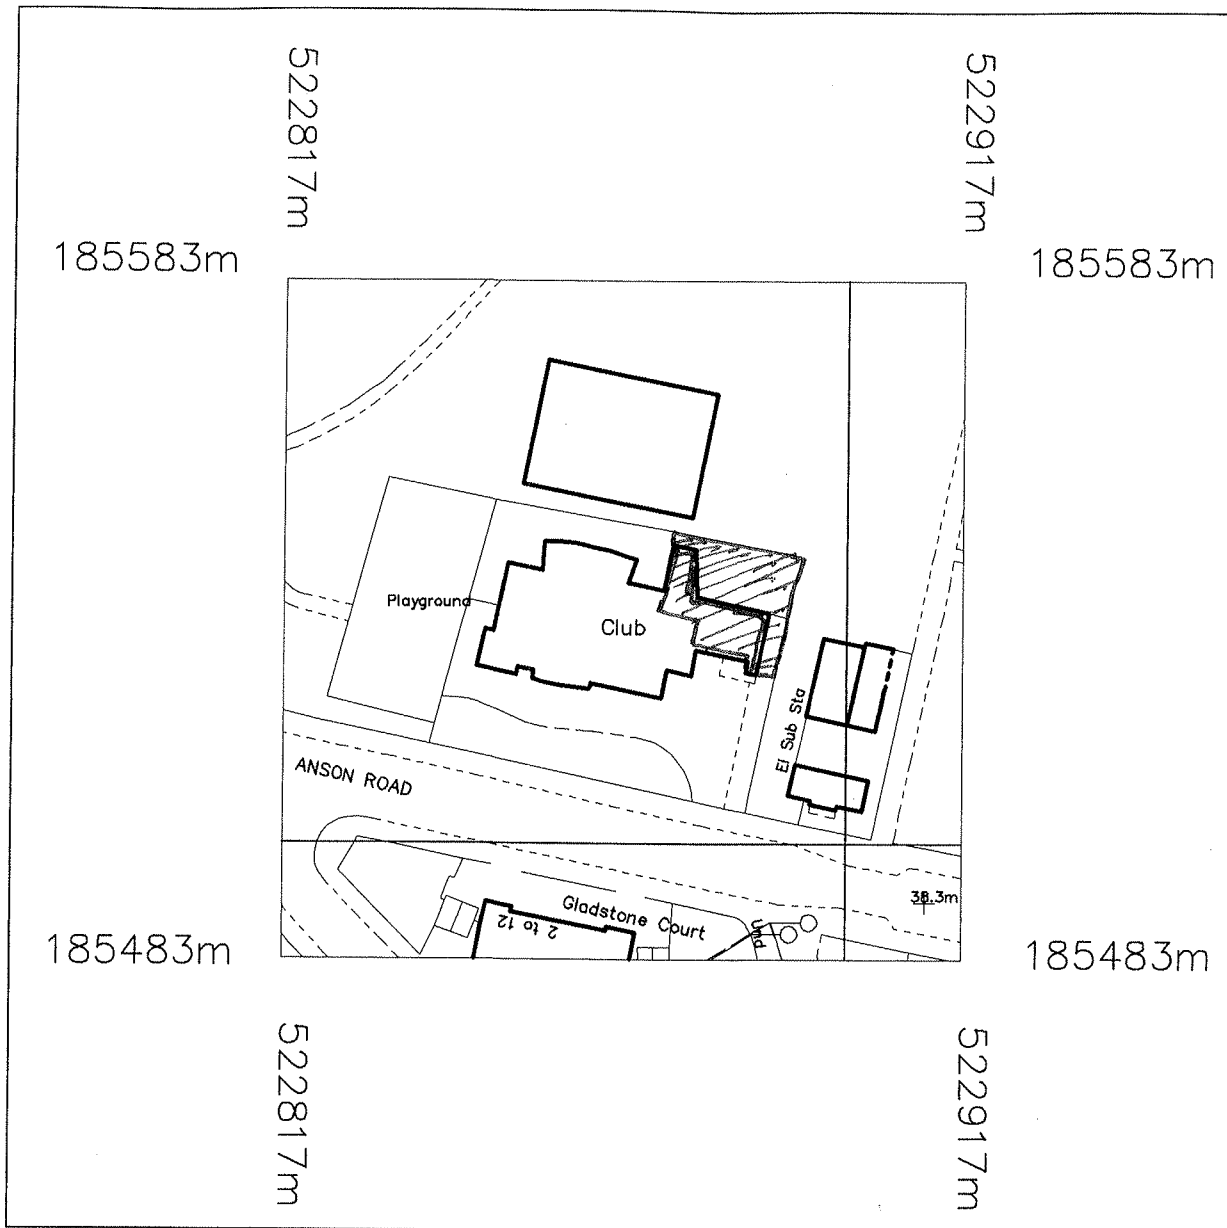 522817m
522917m
185583m
185583m
Playground
Club
El Sub Sta
ANSON ROAD
38.3m
Gladstone Court
2 to 12
Und
185483m
185483m
522817m
522917m